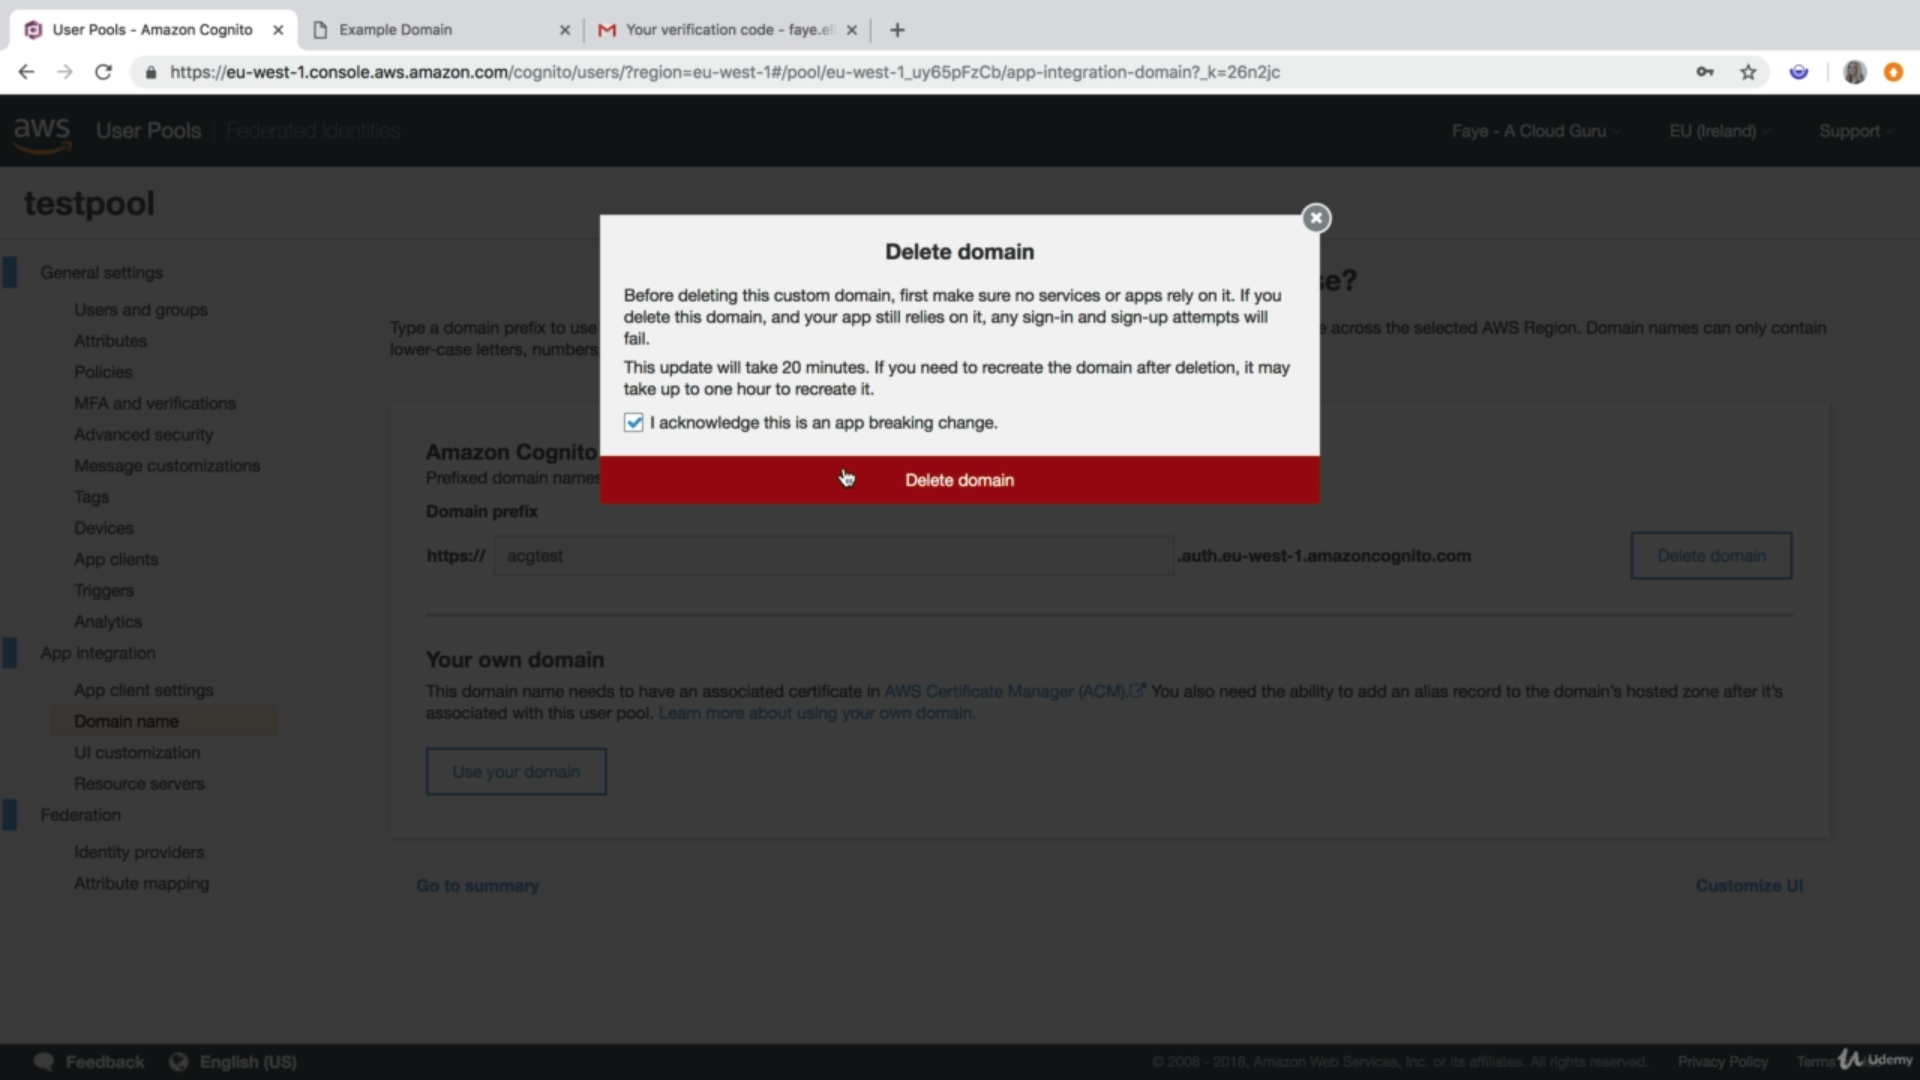 User Pools - Amazon Cognito
Example Domain
Your verification code - faye.el
https://eu-west-1.console.aws.amazon.com/cognito/users/?region=eu-west-1#/pool/eu-west-1_uy65pFzCb/app-integration-domain?_k=26n2jc
aws
User Pools
Federated Identities
Faye - A Cloud Guru
EU (Ireland)
Support
testpool
Delete domain
Before deleting this custom domain, first make sure no services or apps rely on it. If you
delete this domain, and your app still relies on it, any sign-in and sign-up attempts will
fail.
This update will take 20 minutes. If you need to recreate the domain after deletion, it may
take up to one hour to recreate it.
I acknowledge this is an app breaking change.
Delete domain
General settings
Users and groups
Attributes
Policies
MFA and verifications
Advanced security
Message customizations
Tags
Devices
App clients
Triggers
Analytics
App integration
App client settings
Domain name
UI customization
Resource servers
Federation
Identity providers
Attribute mapping
se?
Type a domain prefix to use across the selected AWS Region. Domain names can only contain
lower-case letters, numbers
Amazon Cognito
Prefixed domain names
Domain prefix
https:// acgtest .auth.eu-west-1.amazoncognito.com
Delete domain
Your own domain
This domain name needs to have an associated certificate in AWS Certificate Manager (ACM). You also need the ability to add an alias record to the domain's hosted zone after it's
associated with this user pool. Learn more about using your own domain.
Use your domain
Go to summary
Customize UI
Feedback
English (US)
© 2008 - 2018, Amazon Web Services, Inc. or its affiliates. All rights reserved.
Privacy Policy
Terms
Udemy